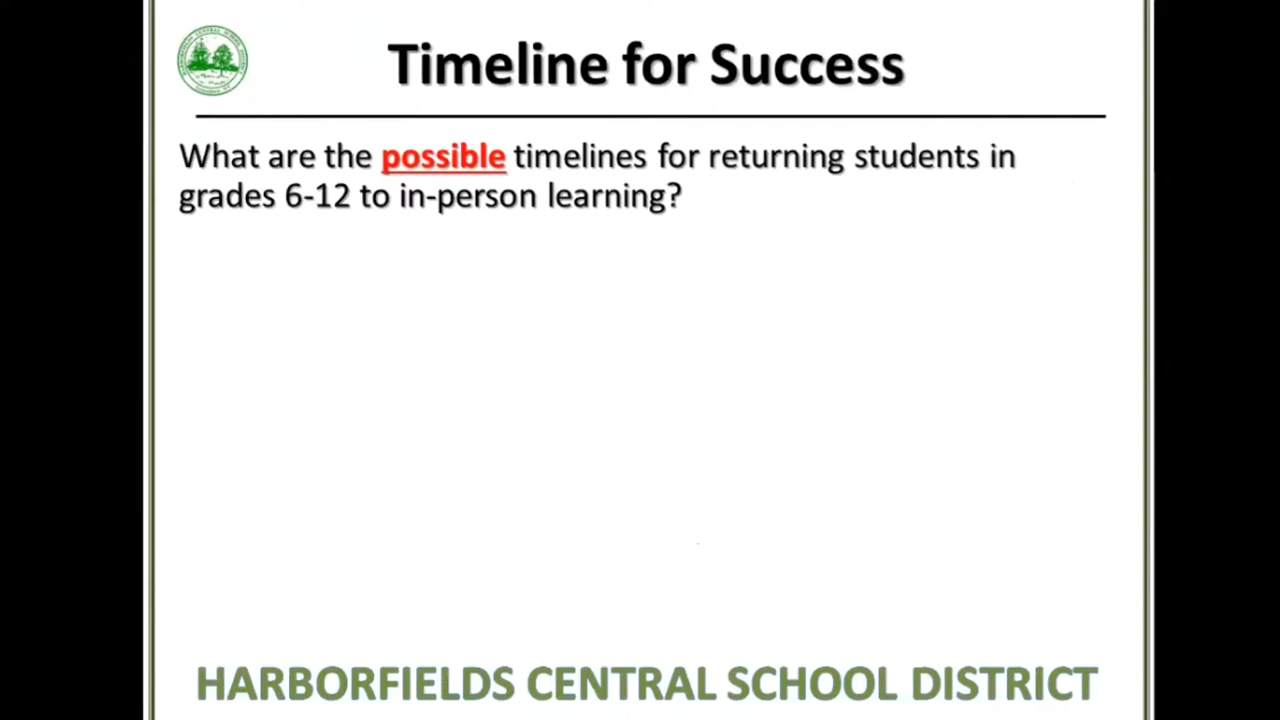 Timeline for Success
What are the possible timelines for returning students in
grades 6-12 to in-person learning?
HARBORFIELDS CENTRAL SCHOOL DISTRICT